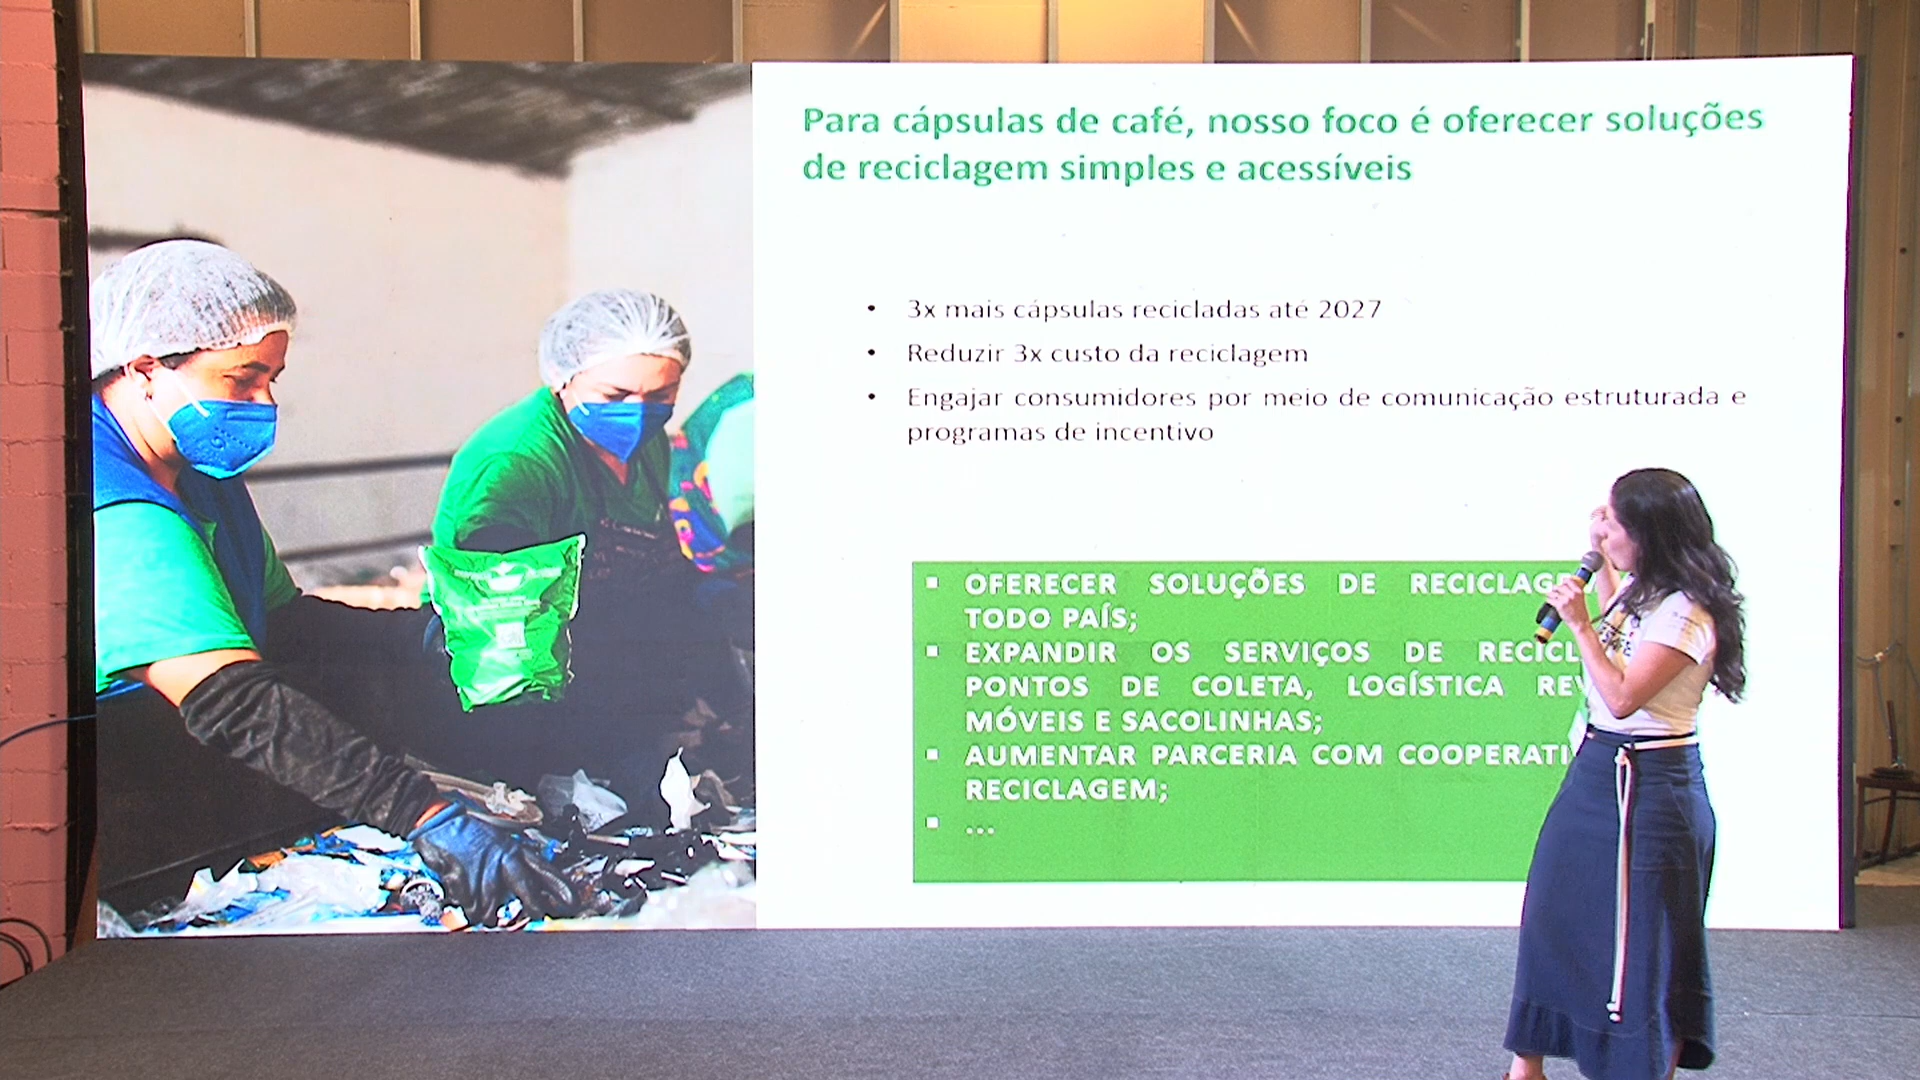 Para cápsulas de café, nosso foco é oferecer soluções
de reciclagem simples e acessíveis
• 3x mais cápsulas recicladas até 2027
• Reduzir 3x custo da reciclagem
• Engajar consumidores por meio de comunicação estruturada e
programas de incentivo
▪ OFERECER SOLUÇÕES DE
TODO PAÍS;
▪ EXPANDIR OS SERVIÇOS DE
PONTOS DE COLETA, LOGÍSTICA
MÓVEIS E SACOLINHAS;
▪ AUMENTAR PARCERIA COM
RECICLAGEM;
▪ ...